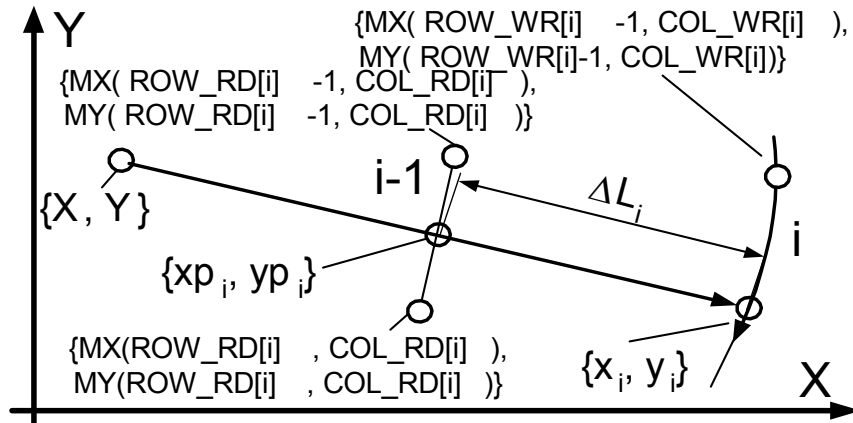 Y
{MX( ROW_WR[i] -1, COL_WR[i] ),
MY( ROW_WR[i]-1, COL_WR[i])}
{MX( ROW_RD[i] -1, COL_RD[i] ),
MY( ROW_RD[i] -1, COL_RD[i] )}
i-1
ΔL i
{X , Y}
i
{xp i, yp i}
{MX(ROW_RD[i] , COL_RD[i] ),
MY(ROW_RD[i] , COL_RD[i] )}
{x i, y i}
X